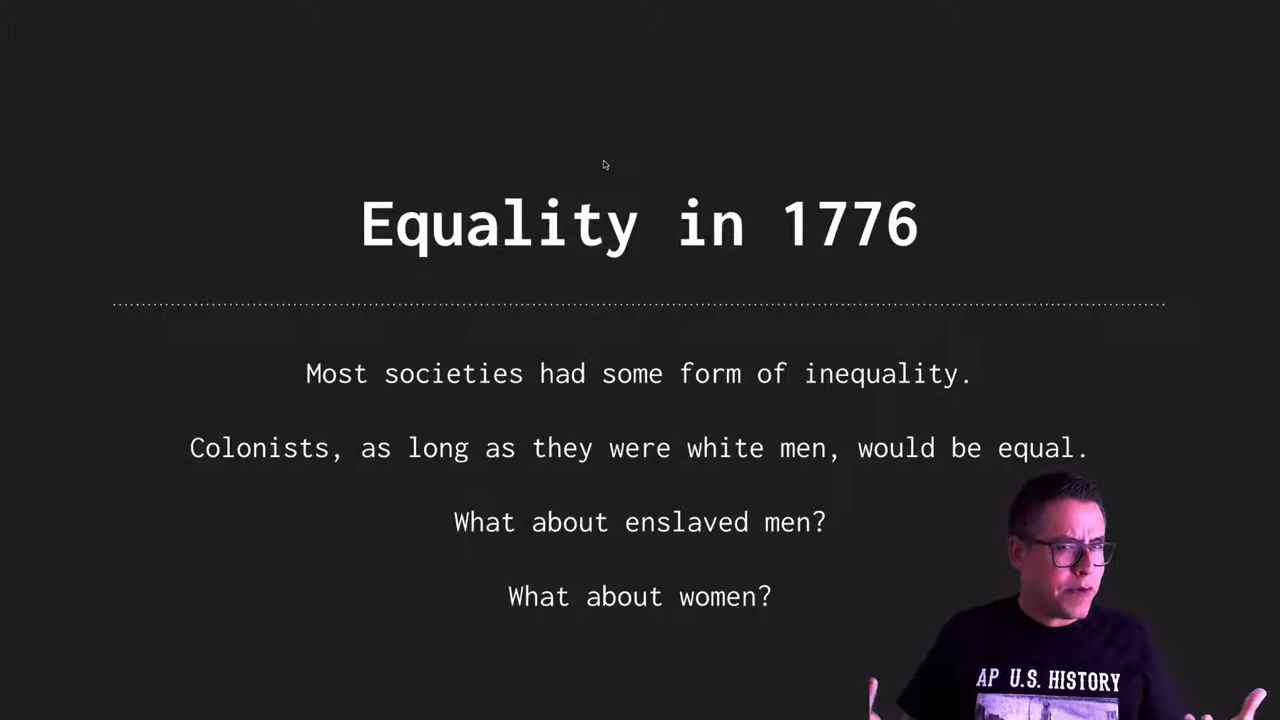 Equality in 1776
Most societies had some form of inequality.
Colonists, as long as they were white men, would be equal.
What about enslaved men?
What about women?
AP U.S. HISTORY